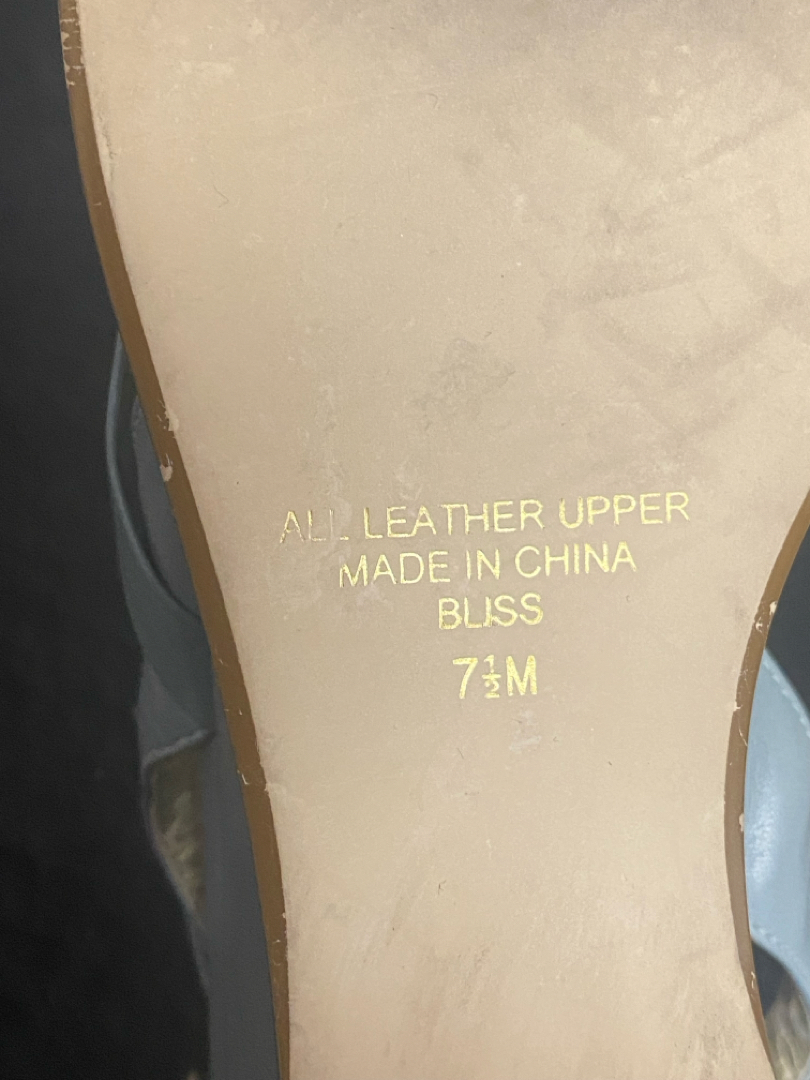 ALL LEATHER UPPER
MADE IN CHINA
BLISS
7½M